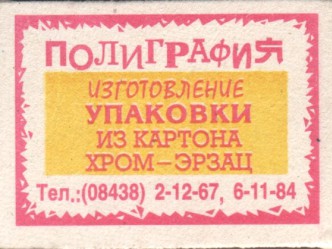 ПОЛИГРАФИЯ
ИЗГОТОВЛЕНИЕ
УПАКОВКИ
ИЗ КАРТОНА
ХРОМ–ЭРЗАЦ
Тел.:(08438) 2-12-67, 6-11-84